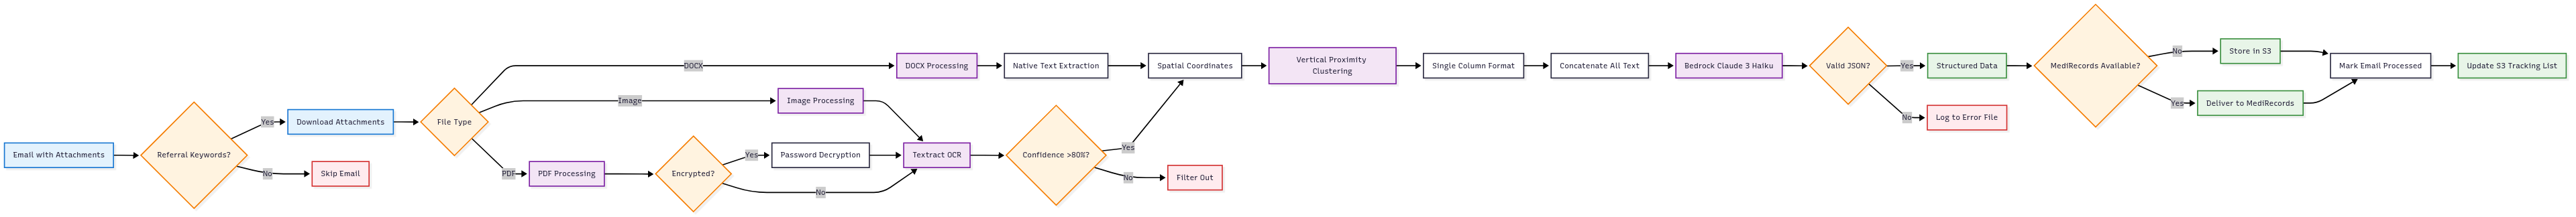 Email with Attachments
Referral Keywords?
Yes
No
Download Attachments
Skip Email
File Type
DOCX
Image
PDF
DOCX Processing
Image Processing
PDF Processing
Encrypted?
Yes
No
Password Decryption
Textract OCR
Native Text Extraction
Confidence >80%?
Yes
No
Filter Out
Spatial Coordinates
Vertical Proximity
Clustering
Single Column Format
Concatenate All Text
Bedrock Claude 3 Haiku
Valid JSON?
Yes
No
Structured Data
Log to Error File
MediRecords Available?
No
Yes
Store in S3
Deliver to MediRecords
Mark Email Processed
Update S3 Tracking List